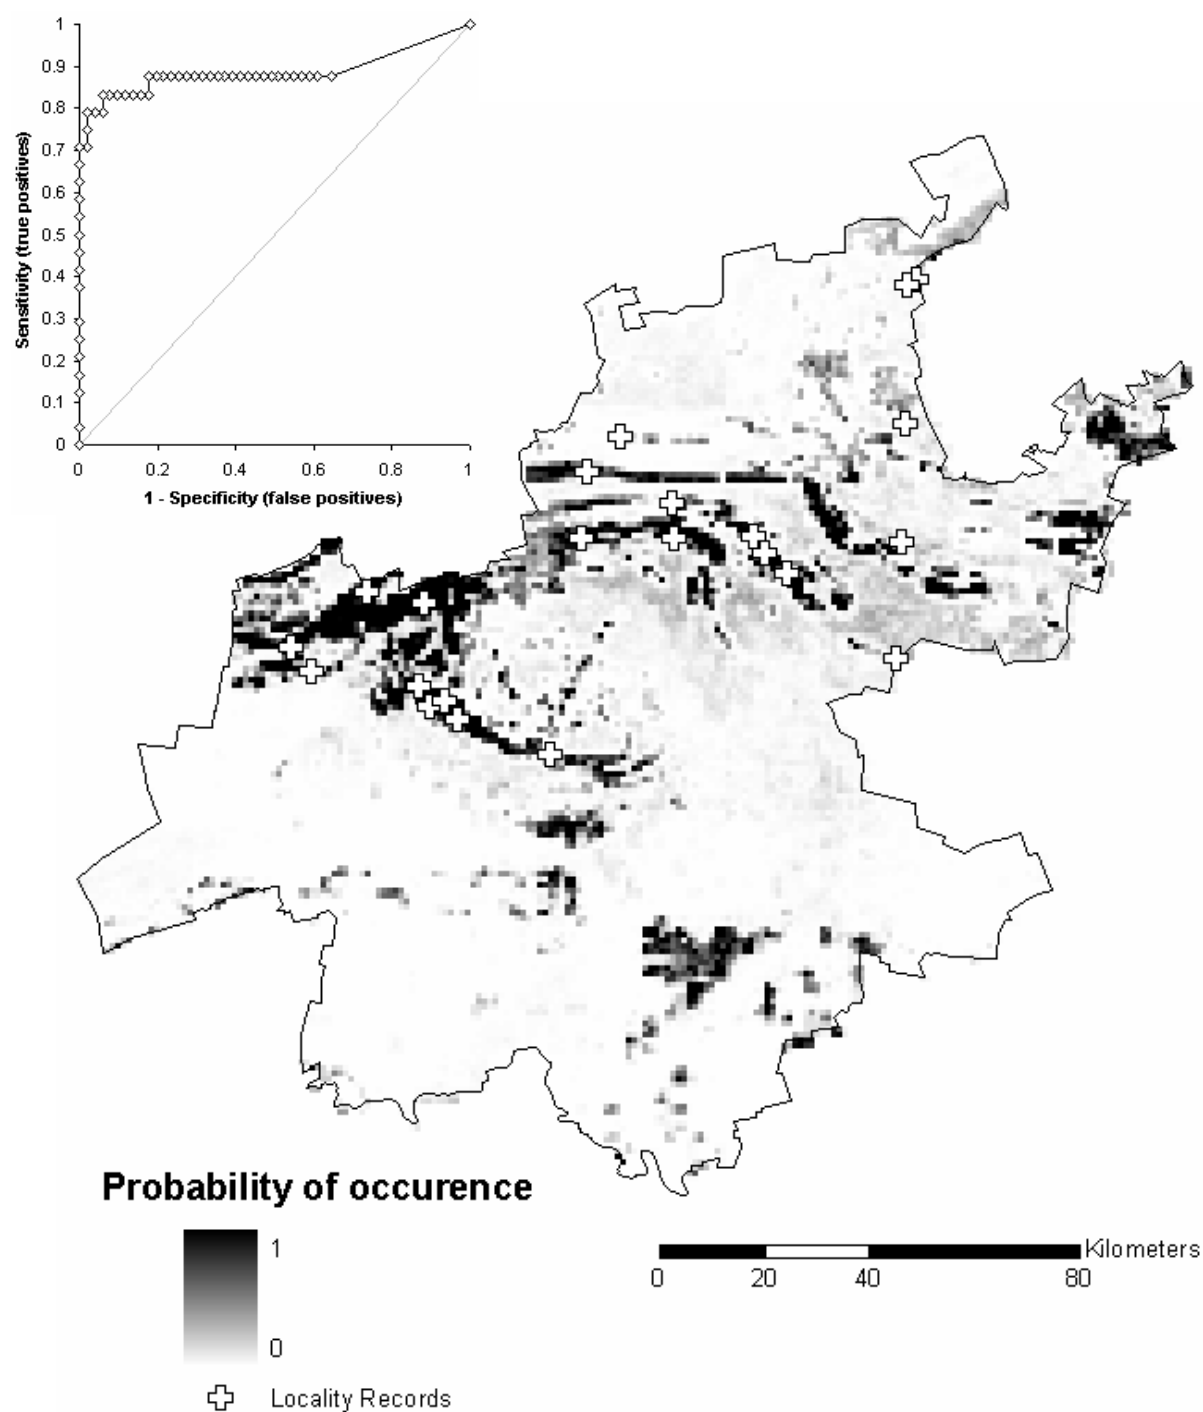 1
0.9
0.8
0.7
0.6
0.5
0.4
0.3
0.2
0.1
0
Sensitivity (true positives)
0 0.2 0.4 0.6 0.8 1
1 - Specificity (false positives)
Probability of occurence
1
0
Locality Records
Kilometers
0 20 40 80